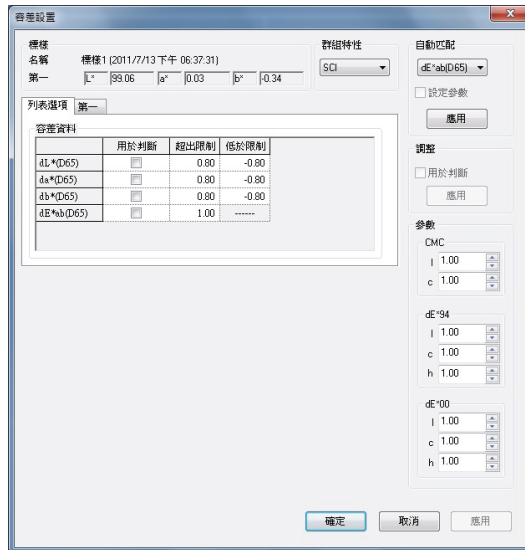 容差設置
標樣
名稱 標樣1 (2011/7/13 下午 06:37:31)
第一 L* 99.06 a* 0.03 b* -0.34
群組特性
SCI
自動匹配
dE*ab(D65)
設定參數
應用
列表選項 第一
容差資料
用於判斷 超出限制 低於限制
dL*(D65) 0.80 -0.80
da*(D65) 0.80 -0.80
db*(D65) 0.80 -0.80
dE*ab(D65) 1.00 ------
調整
用於判斷
應用
參數
CMC
l 1.00
c 1.00
dE*94
l 1.00
c 1.00
h 1.00
dE*00
l 1.00
c 1.00
h 1.00
確定 取消 應用